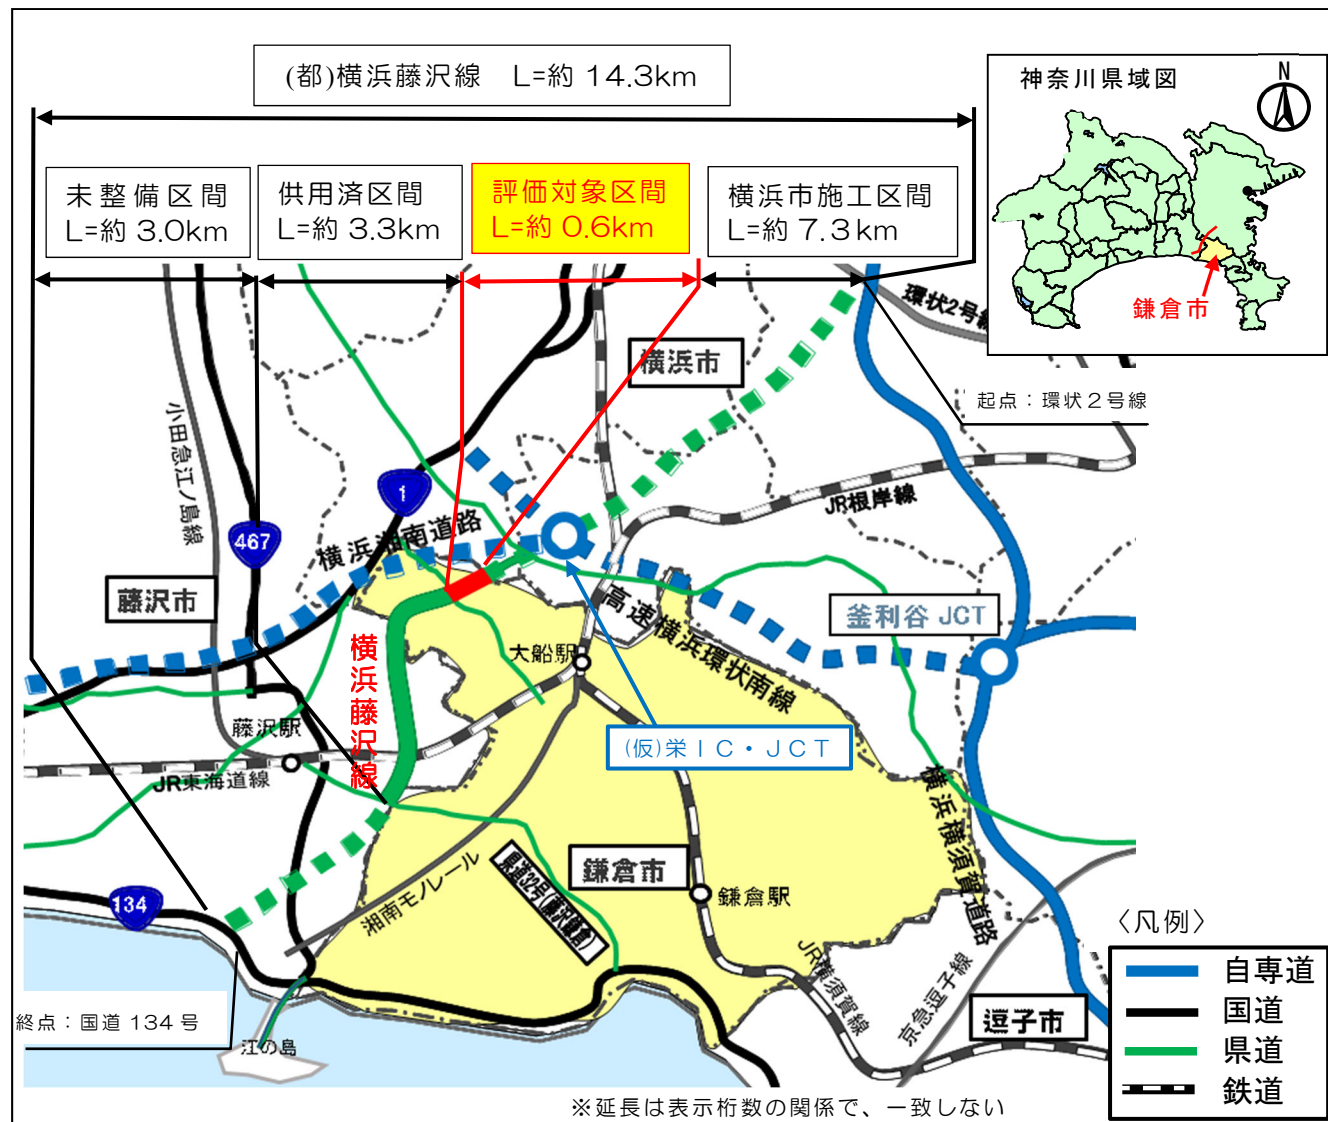 (都)横浜藤沢線　L=約 14.3km
未整備区間
L=約 3.0km
供用済区間
L=約 3.3km
評価対象区間
L=約 0.6km
横浜市施工区間
L=約 7.3km
神奈川県域図
N
鎌倉市
環状2号線
起点：環状２号線
横浜市
小田急江ノ島線
1
467
横浜湘南道路
JR根岸線
藤沢市
高速横浜環状南線
釜利谷 JCT
大船駅
横浜藤沢線
藤沢駅
(仮)栄ＩＣ・ＪＣＴ
JR東海道線
横浜横須賀道路
鎌倉市
県道32号(藤沢鎌倉)
湘南モノレール
鎌倉駅
134
JR横須賀線
京急逗子線
逗子市
終点：国道 134 号
江の島
〈凡例〉
自専道
国道
県道
鉄道
※延長は表示桁数の関係で、一致しない